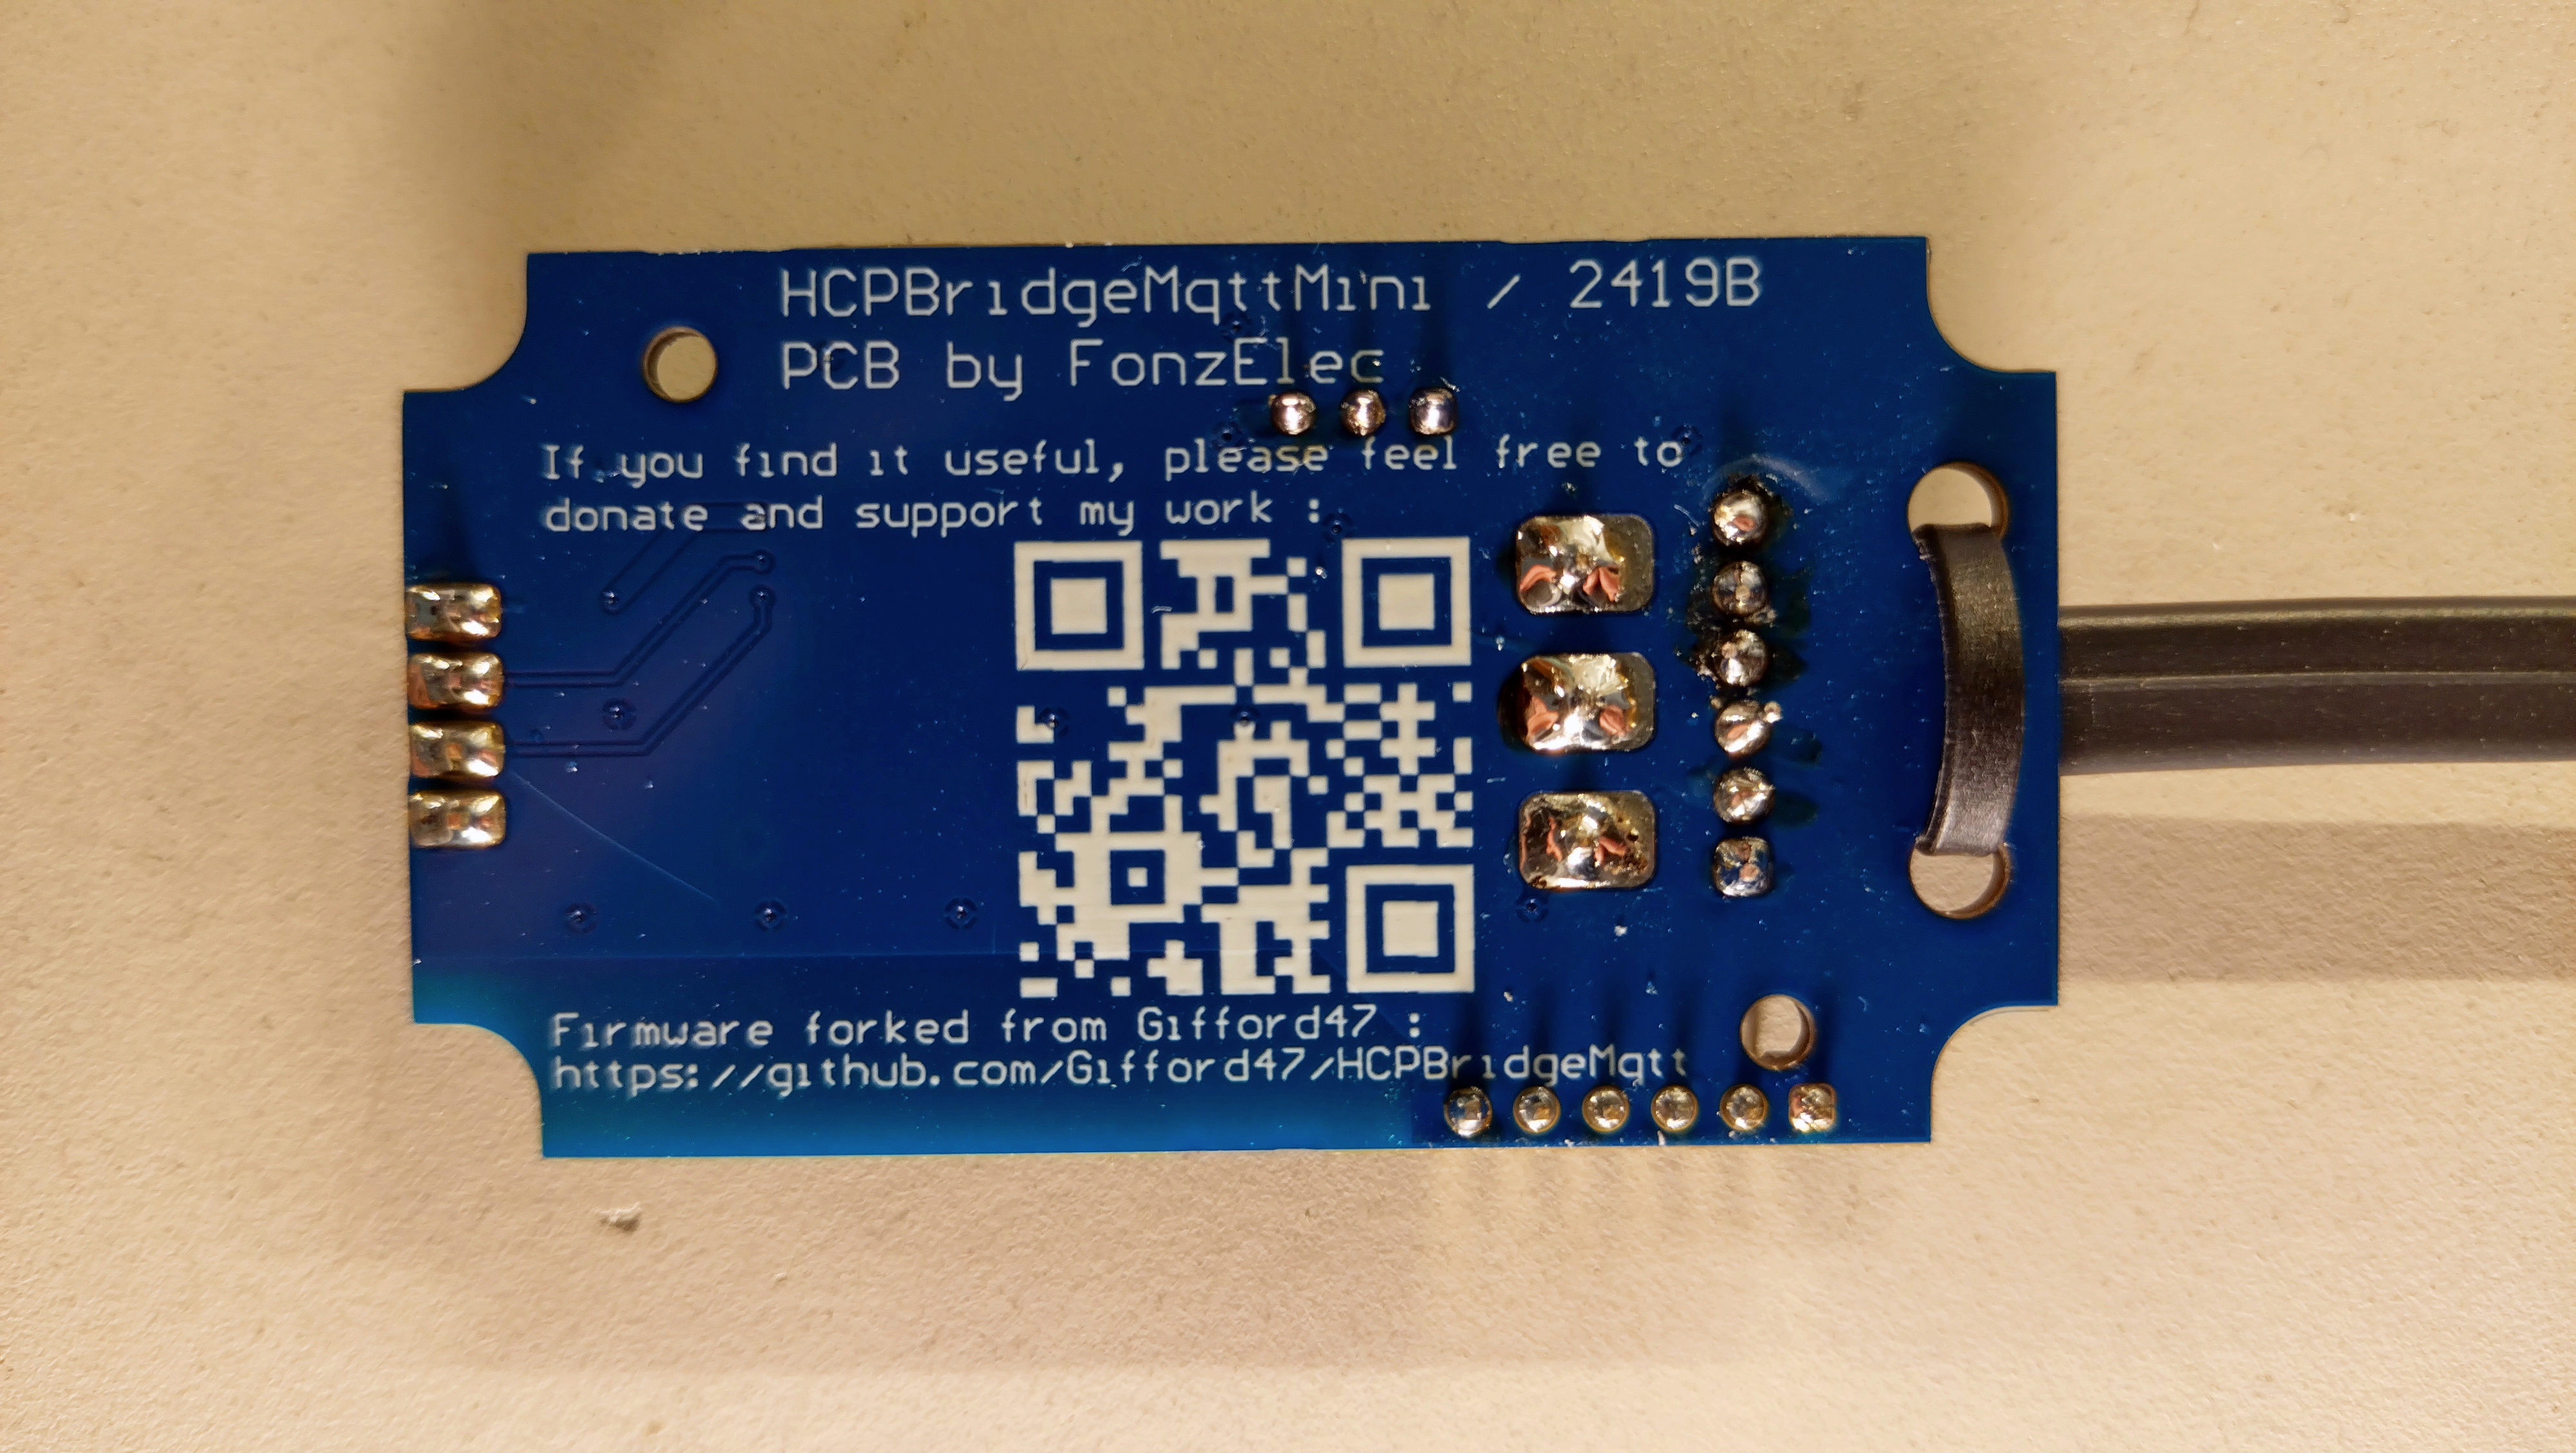 HCPBridgeMqttMini / 2419B
PCB by FonzElec
If you find it useful, please feel free to
donate and support my work :
Firmware forked from Gifford47 :
https://github.com/Gifford47/HCPBridgeMqtt